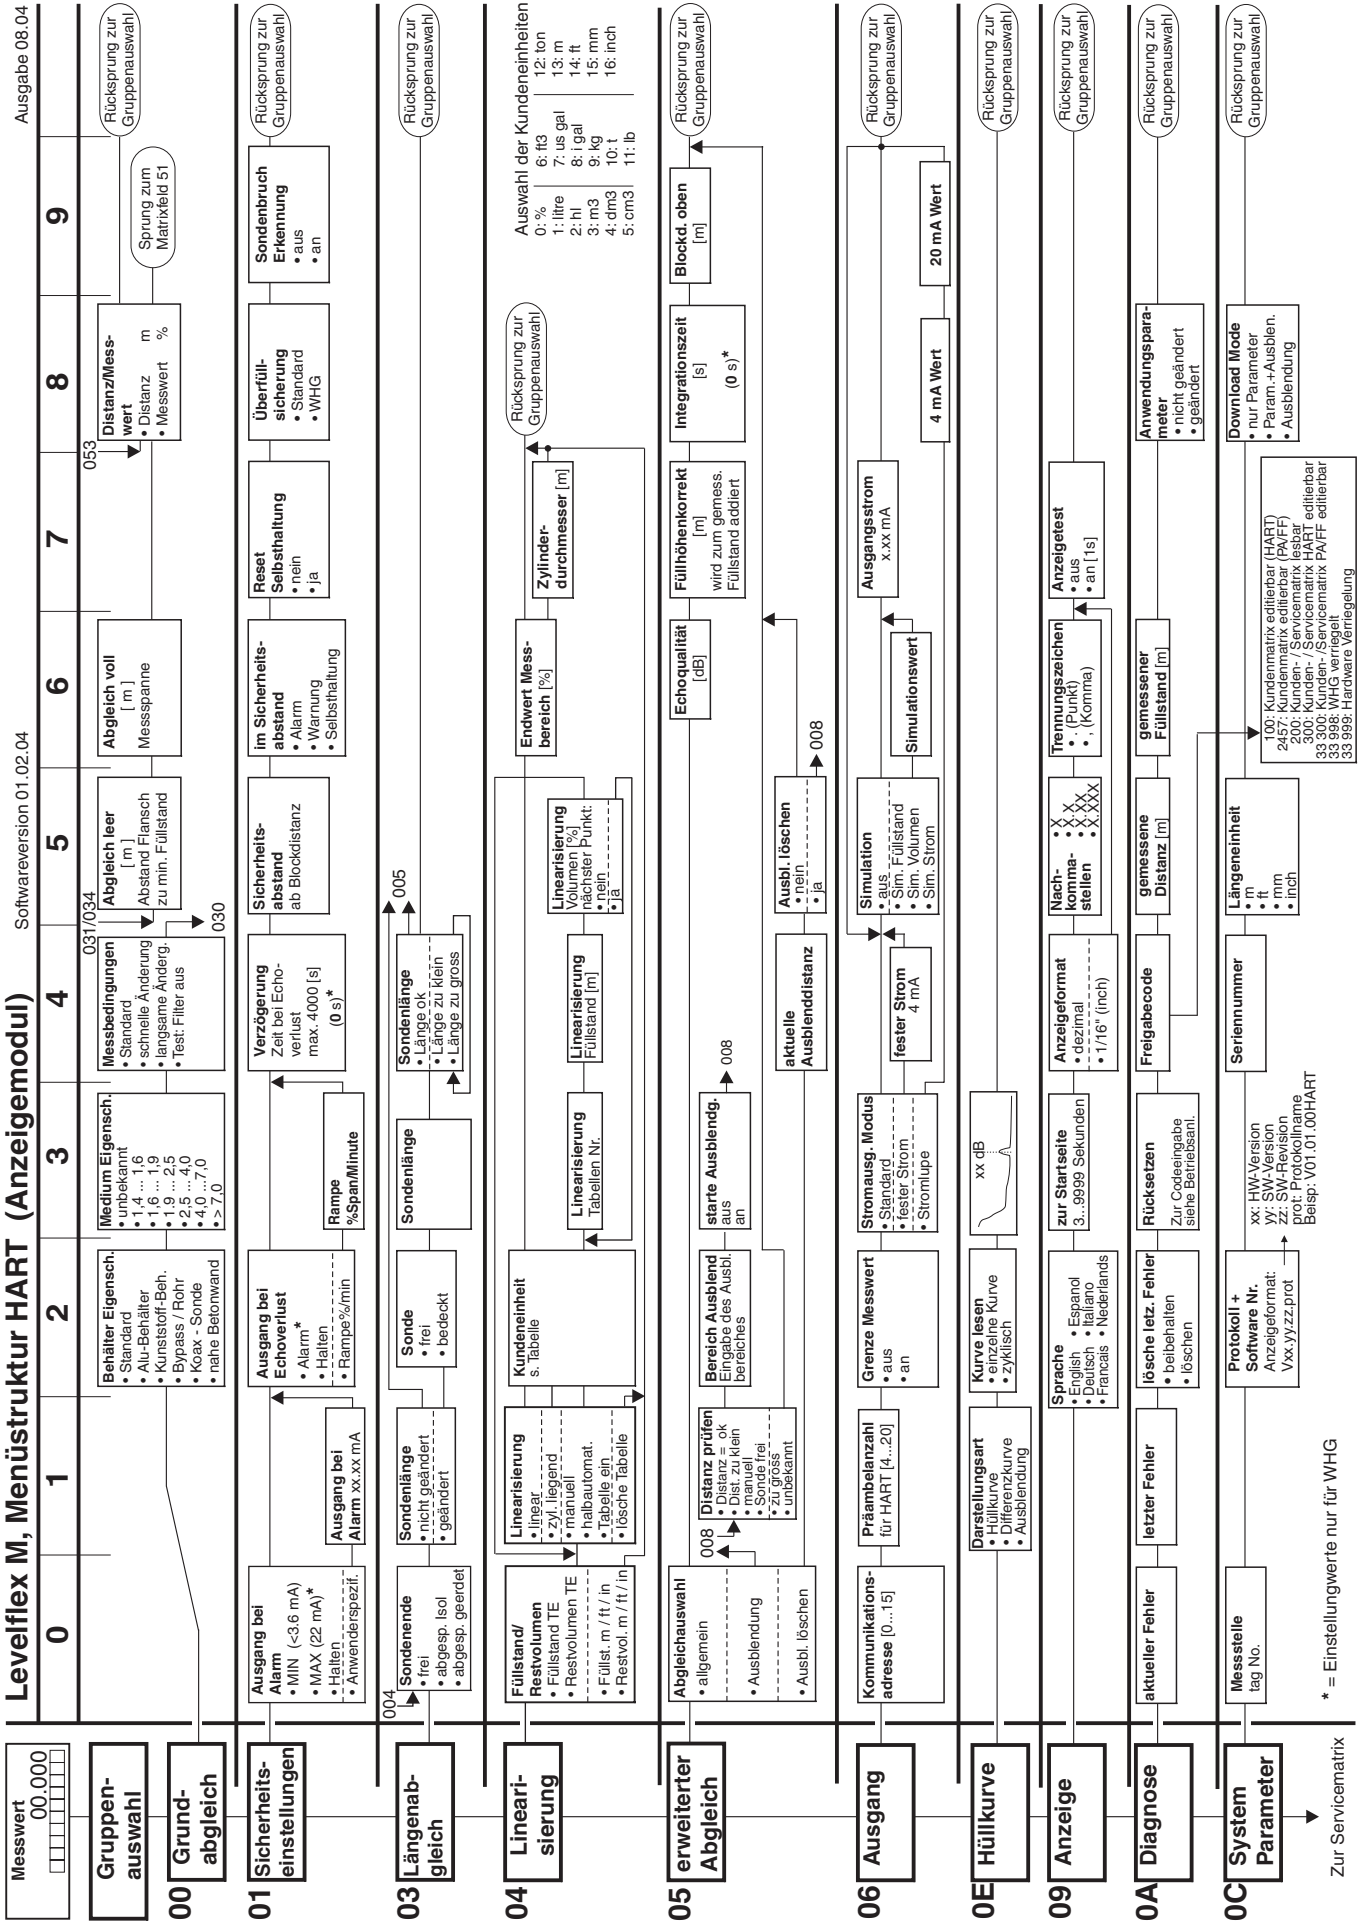 Levelflex M, Menüstruktur HART (Anzeigemodul)
Softwareversion 01.02.04
Ausgabe 08.04
Messwert
00.000
0
1
2
3
4
5
6
7
8
9
Gruppen-
auswahl
00
Grund-
abgleich
Behälter Eigensch.
• Standard
• Alu-Behälter
• Kunststoff-Beh.
• Bypass / Rohr
• Koax - Sonde
• nahe Betonwand
Medium Eigensch.
• unbekannt
• 1,4 ... 1,6
• 1,6 ... 1,9
• 1,9 ... 2,5
• 2,5 ... 4,0
• 4,0 ... 7,0
• > 7,0
Messbedingungen
• Standard
• schnelle Änderung
• langsame Änderg.
• Test: Filter aus
030
031/034
Abgleich leer
[ m ]
Abstand Flansch
zu min. Füllstand
Abgleich voll
[ m ]
Messspanne
053
Distanz/Mess-
wert
• Distanz m
• Messwert %
Sprung zum
Matrixfeld 51
Rücksprung zur
Gruppenauswahl
01
Sicherheits-
einstellungen
Ausgang bei
Alarm
• MIN (<3.6 mA)
• MAX (22 mA)*
• Halten
• Anwenderspezif.
Ausgang bei
Alarm xx.xx mA
Ausgang bei
Echoverlust
• Alarm*
• Halten
• Rampe%/min
Rampe
%Span/Minute
Verzögerung
Zeit bei Echo-
verlust
max. 4000 [s]
(0 s)*
Sicherheits-
abstand
ab Blockdistanz
im Sicherheits-
abstand
• Alarm
• Warnung
• Selbsthaltung
Reset
Selbsthaltung
• nein
• ja
Überfüll-
sicherung
• Standard
• WHG
Sondenbruch
Erkennung
• aus
• an
Rücksprung zur
Gruppenauswahl
03
Längenab-
gleich
004
Sondenende
• frei
• abgesp. Isol
• abgesp. geerdet
Sondenlänge
• nicht geändert
• geändert
Sonde
• frei
• bedeckt
Sondenlänge
Sondenlänge
• Länge ok
• Länge zu klein
• Länge zu gross
005
Rücksprung zur
Gruppenauswahl
04
Lineari-
sierung
Füllstand/
Restvolumen
• Füllstand TE
• Restvolumen TE
• Füllst. m / ft / in
• Restvol. m / ft / in
Linearisierung
• linear
• zyl. liegend
• manuell
• halbautomat.
• Tabelle ein
• lösche Tabelle
Kundeneinheit
s. Tabelle
Linearisierung
Tabellen Nr.
Linearisierung
Füllstand [m]
Linearisierung
Volumen [%]
nächster Punkt:
• nein
• ja
Endwert Mess-
bereich [%]
Zylinder-
durchmesser [m]
Rücksprung zur
Gruppenauswahl
Auswahl der Kundeneinheiten
0: % 6: ft3 12: ton
1: litre 7: us gal 13: m
2: hl 8: i gal 14: ft
3: m3 9: kg 15: mm
4: dm3 10: t 16: inch
5: cm3 11: lb
05
erweiterter
Abgleich
Abgleichauswahl
• allgemein
• Ausblendung
• Ausbl. löschen
008
Distanz prüfen
• Distanz = ok
• Dist. zu klein
• manuell
• Sonde frei
• zu gross
• unbekannt
Bereich Ausblend
Eingabe des Ausbl.
bereiches
starte Ausblendg.
aus
an
008
aktuelle
Ausblenddistanz
Ausbl. löschen
• nein
• ja
008
Echoqualität
[dB]
Füllhöhenkorrekt
[m]
wird zum gemess.
Füllstand addiert
Integrationszeit
[s]
(0 s)*
Blockd. oben
[m]
Rücksprung zur
Gruppenauswahl
06
Ausgang
Kommunikations-
adresse [0...15]
Präambelanzahl
für HART [4...20]
Grenze Messwert
• aus
• an
Stromausg. Modus
• Standard
• fester Strom
• Stromlupe
fester Strom
4 mA
Simulation
• aus
• Sim. Füllstand
• Sim. Volumen
• Sim. Strom
Simulationswert
Ausgangsstrom
x.xx mA
4 mA Wert
20 mA Wert
Rücksprung zur
Gruppenauswahl
0E
Hüllkurve
Darstellungsart
• Hüllkurve
• Differenzkurve
• Ausblendung
Kurve lesen
• einzelne Kurve
• zyklisch
xx dB
Rücksprung zur
Gruppenauswahl
09
Anzeige
Sprache
• English • Espanol
• Deutsch • Italiano
• Francais • Nederlands
zur Startseite
3...9999 Sekunden
Anzeigeformat
• dezimal
• 1/16" (inch)
Nach-
komma-
stellen
• X
• X.X
• X.XX
• X.XXX
Trennungszeichen
• . (Punkt)
• , (Komma)
Anzeigetest
• aus
• an [1s]
Rücksprung zur
Gruppenauswahl
0A
Diagnose
aktueller Fehler
letzter Fehler
lösche letz. Fehler
• beibehalten
• löschen
Rücksetzen
Zur Codeeingabe
siehe Betriebsanl.
Freigabecode
gemessene
Distanz [m]
gemessener
Füllstand [m]
Anwendungspara-
meter
• nicht geändert
• geändert
Rücksprung zur
Gruppenauswahl
0C
System
Parameter
Messstelle
tag No.
Protokoll +
Software Nr.
Anzeigeformat:
Vxx.yy.zz.prot
xx: HW-Version
yy: SW-Version
zz: SW-Revision
prot: Protokollname
Beisp: V01.01.00HART
Seriennummer
Längeneinheit
• m
• ft
• mm
• inch
100: Kundenmatrix editierbar (HART)
2457: Kundenmatrix editierbar (PA/FF)
200: Kunden- / Servicematrix lesbar
300: Kunden- / Servicematrix HART editierbar
33 300: Kunden- /Servicematrix PA/FF editierbar
33 998: WHG verriegelt
33 999: Hardware Verriegelung
Download Mode
• nur Parameter
• Param.+Ausblen.
• Ausblendung
Rücksprung zur
Gruppenauswahl
Zur Servicematrix
* = Einstellungwerte nur für WHG